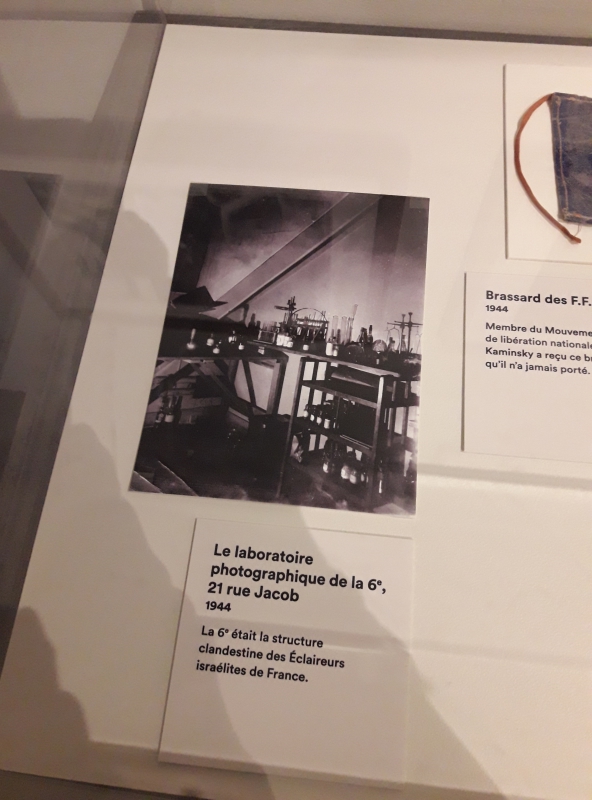 Le laboratoire
photographique de la 6e,
21 rue Jacob
1944
La 6e était la structure
clandestine des Éclaireurs
israélites de France.
Brassard des F.F.
1944
Membre du Mouveme
de libération nationale
Kaminsky a reçu ce b
qu'il n'a jamais porté.